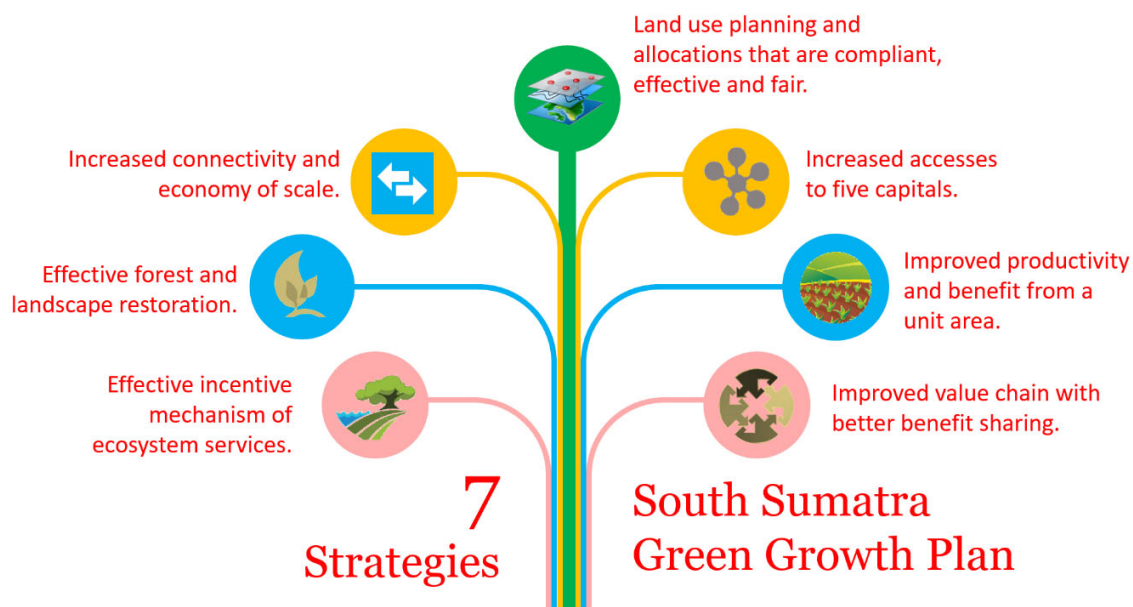 Land use planning and
allocations that are compliant,
effective and fair.
Increased connectivity and
economy of scale.
Increased accesses
to five capitals.
Effective forest and
landscape restoration.
Improved productivity
and benefit from a
unit area.
Effective incentive
mechanism of
ecosystem services.
Improved value chain with
better benefit sharing.
7
Strategies
South Sumatra
Green Growth Plan